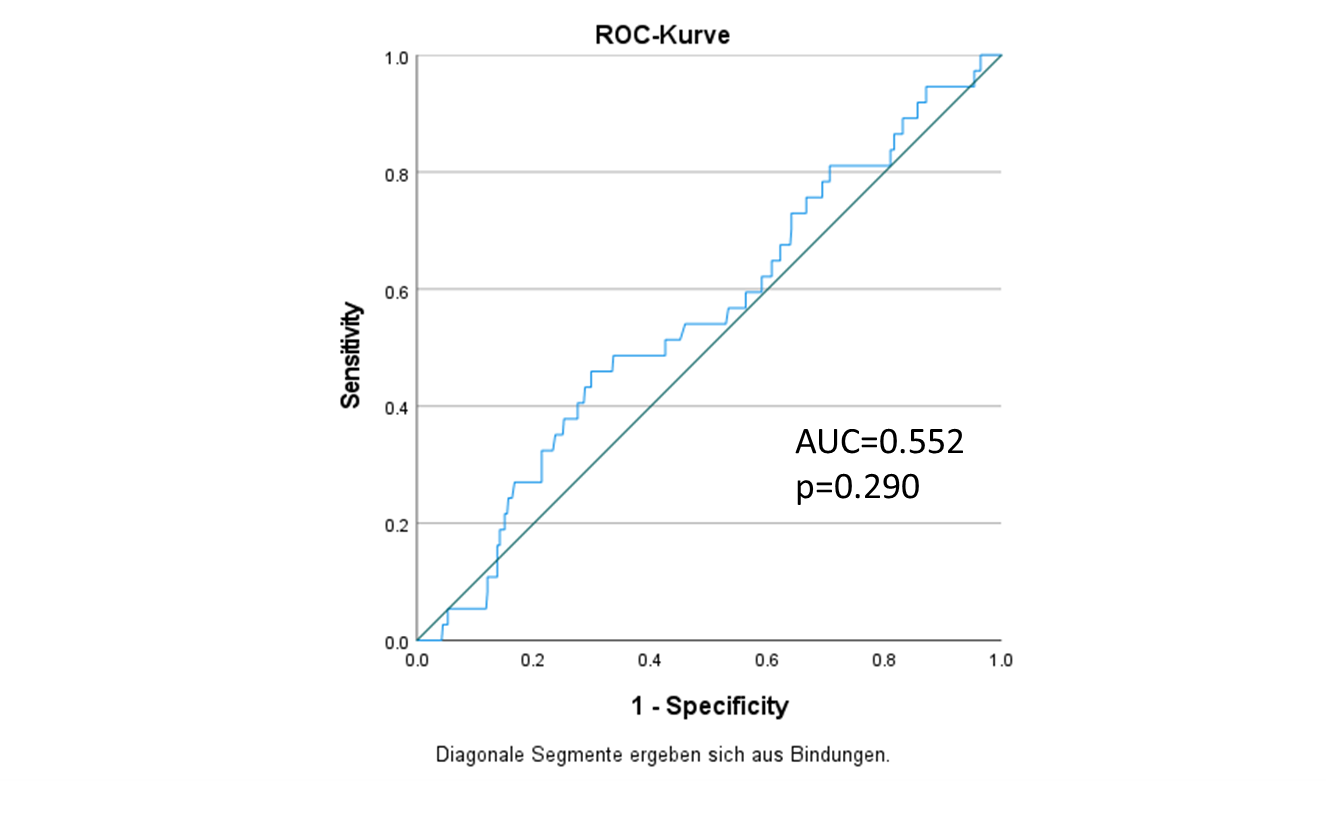 ROC-Kurve
1.0
0.8
0.6
0.4
0.2
0.0
Sensitivity
AUC=0.552
p=0.290
0.0 0.2 0.4 0.6 0.8 1.0
1 - Specificity
Diagonale Segmente ergeben sich aus Bindungen.